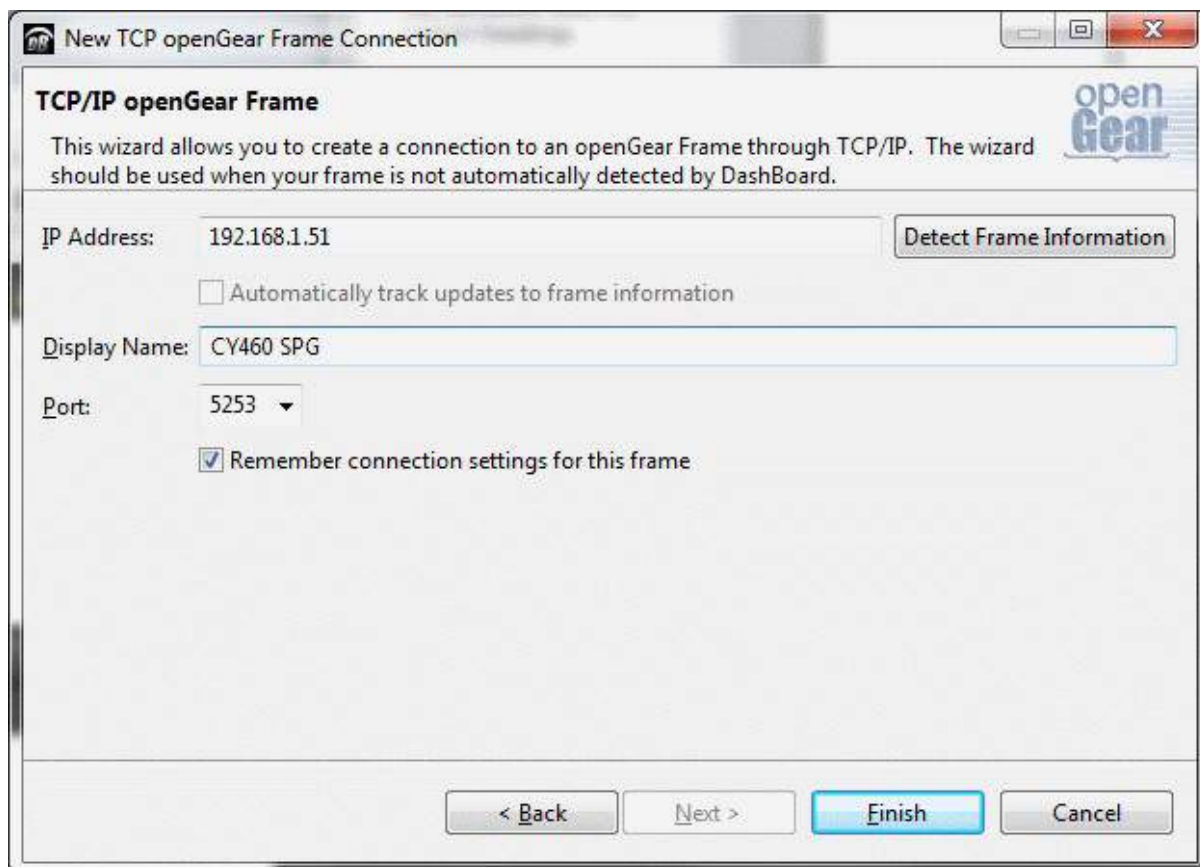 New TCP openGear Frame Connection
TCP/IP openGear Frame
open
Gear
This wizard allows you to create a connection to an openGear Frame through TCP/IP. The wizard
should be used when your frame is not automatically detected by DashBoard.
IP Address: 192.168.1.51 Detect Frame Information
Automatically track updates to frame information
Display Name: CY460 SPG
Port: 5253
Remember connection settings for this frame
< Back Next > Finish Cancel